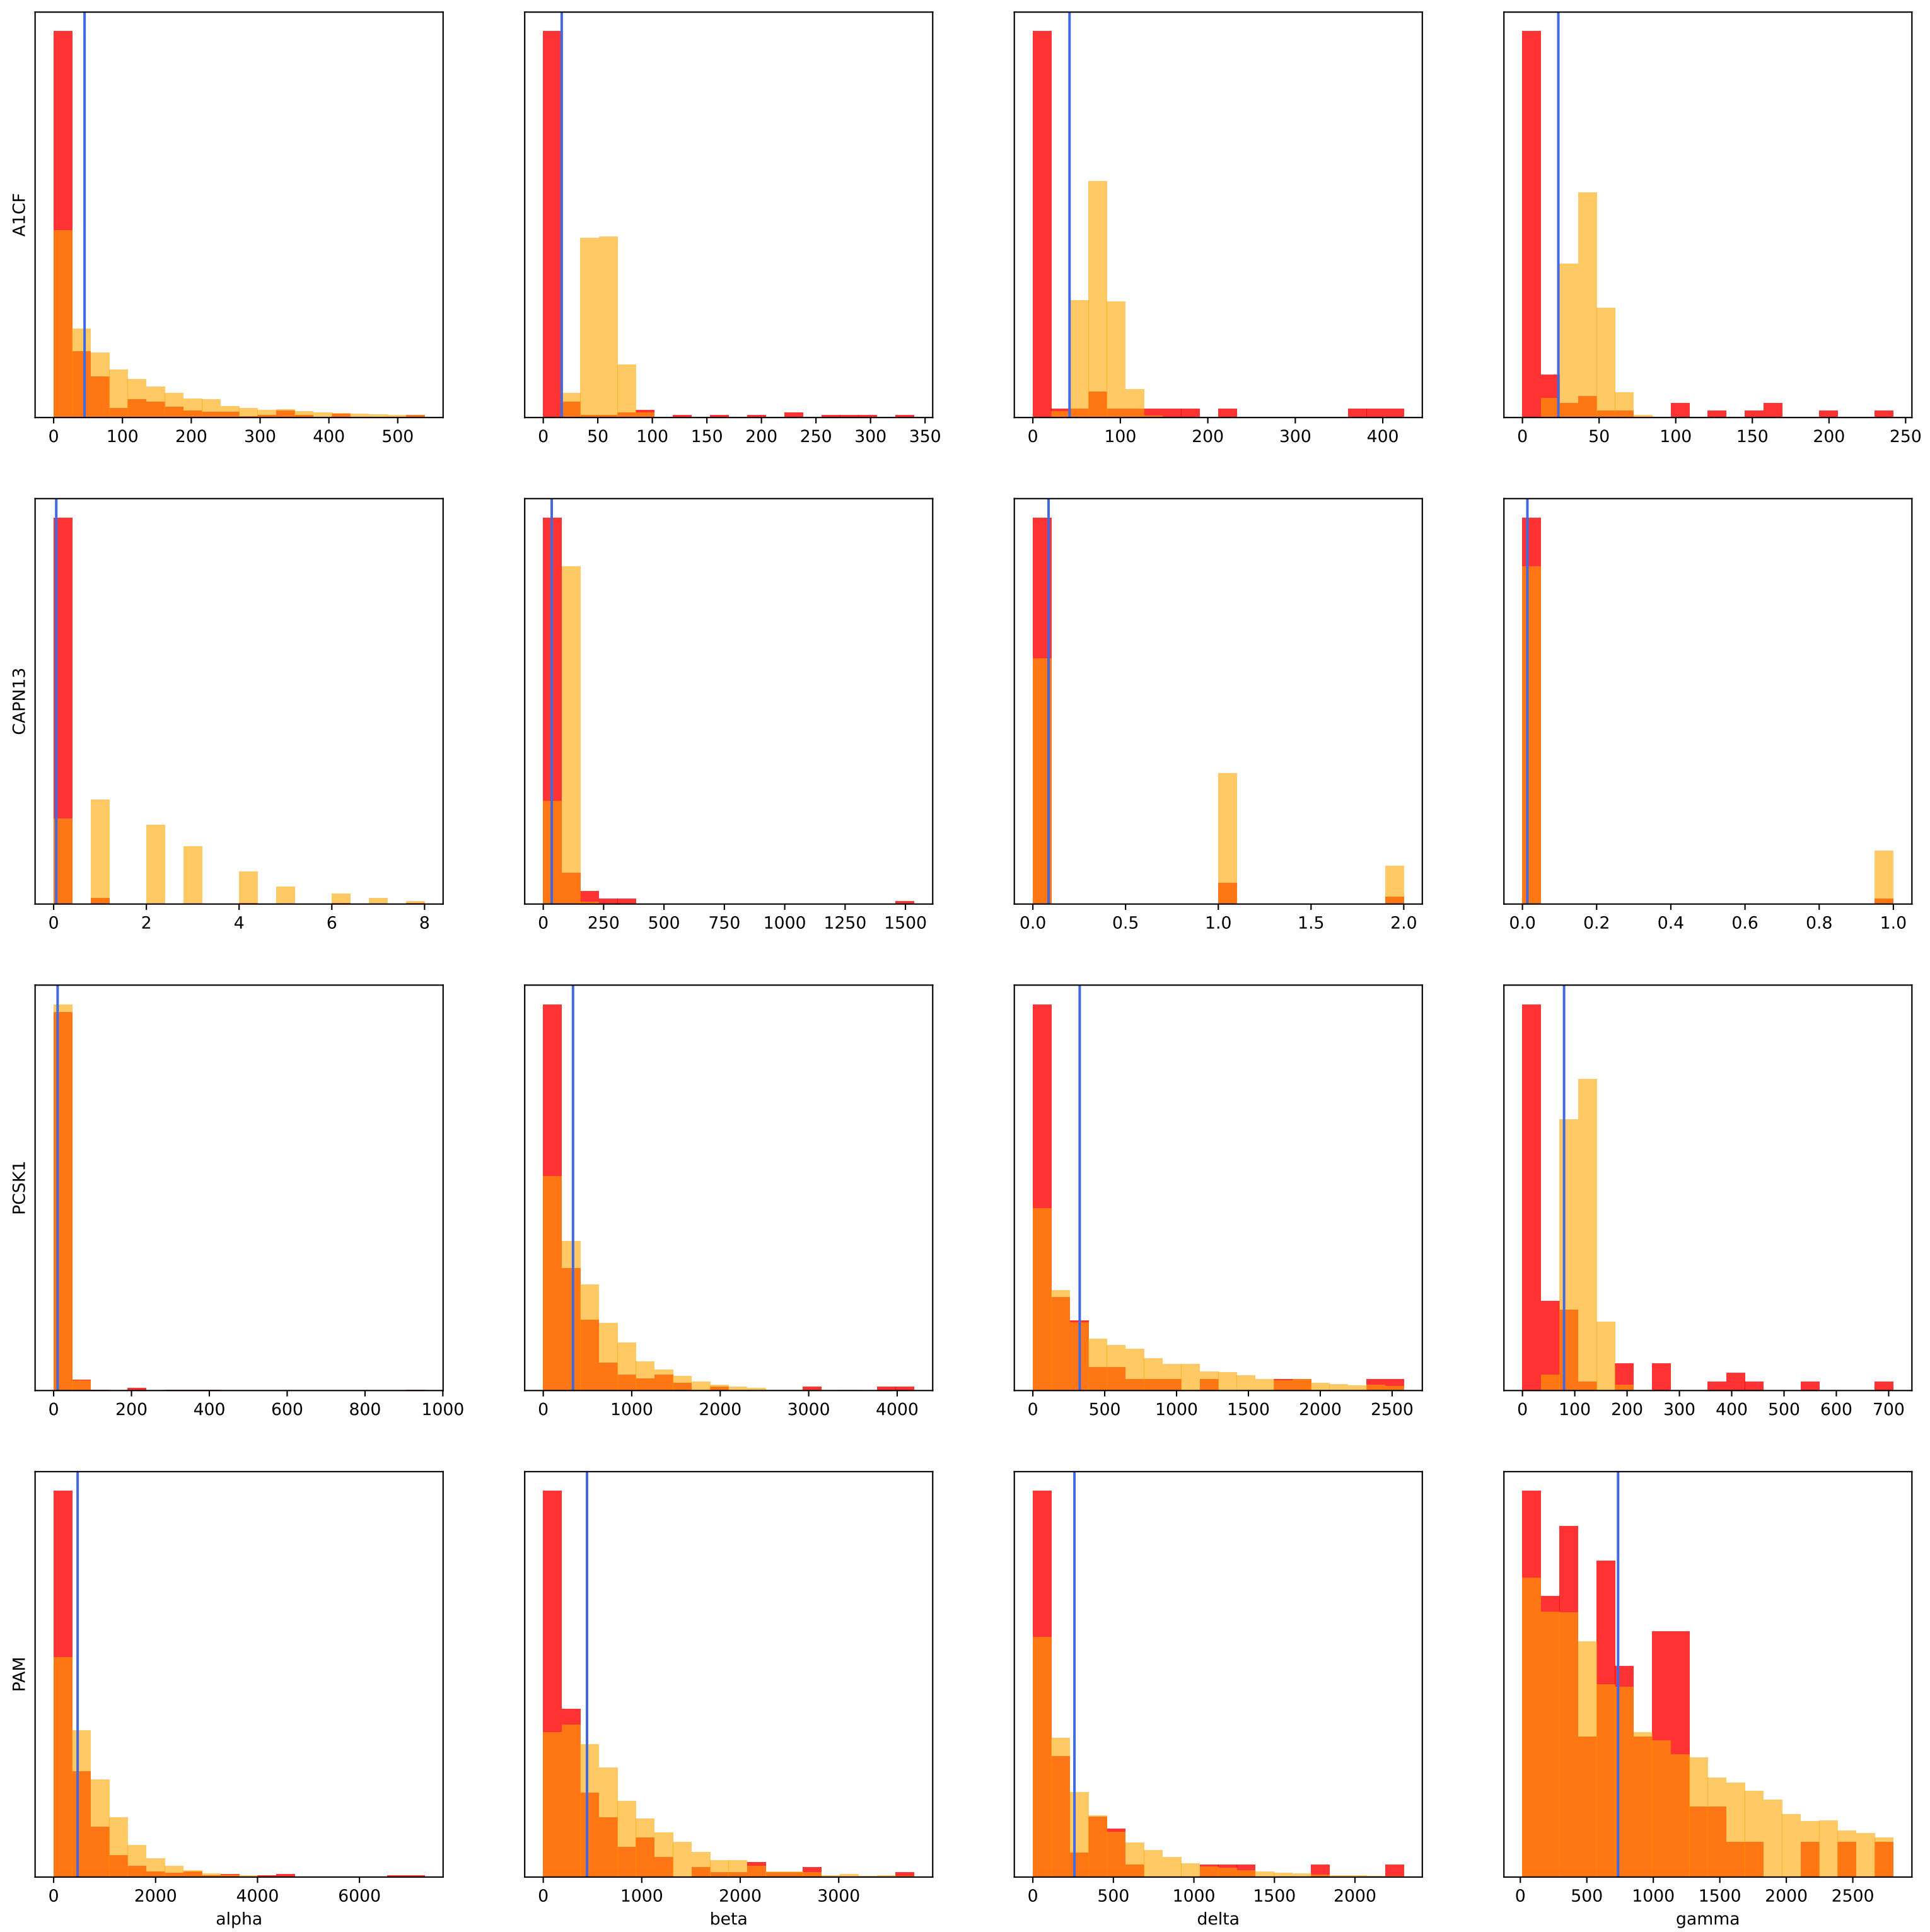 A1CF
0 100 200 300 400 500
0 50 100 150 200 250 300 350
0 100 200 300 400
0 50 100 150 200 250
CAPN13
0 2 4 6 8
0 250 500 750 1000 1250 1500
0.0 0.5 1.0 1.5 2.0
0.0 0.2 0.4 0.6 0.8 1.0
PCSK1
0 200 400 600 800 1000
0 1000 2000 3000 4000
0 500 1000 1500 2000 2500
0 100 200 300 400 500 600 700
PAM
0 2000 4000 6000
0 1000 2000 3000
0 500 1000 1500 2000
0 500 1000 1500 2000 2500
alpha
beta
delta
gamma